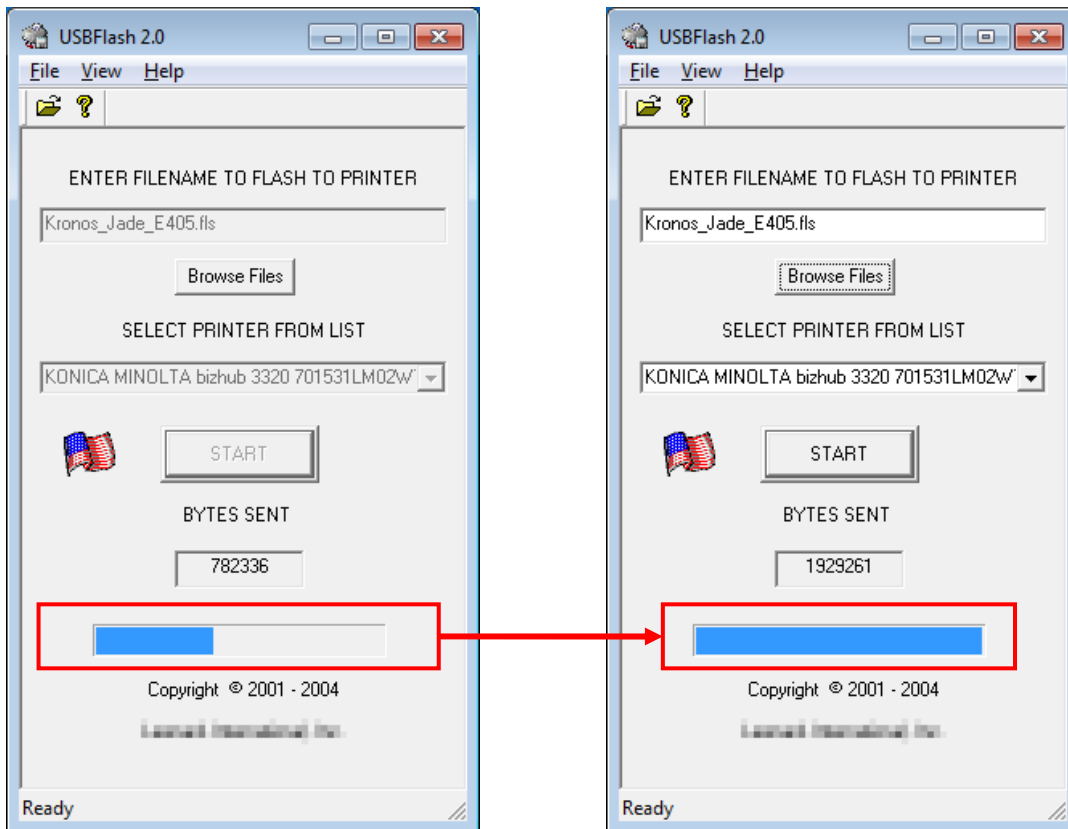 USBFlash 2.0
File View Help
ENTER FILENAME TO FLASH TO PRINTER
Kronos_Jade_E405.fls
Browse Files
SELECT PRINTER FROM LIST
KONICA MINOLTA bizhub 3320 701531LM02W
START
BYTES SENT
782336
Copyright © 2001 - 2004
Ready
USBFlash 2.0
File View Help
ENTER FILENAME TO FLASH TO PRINTER
Kronos_Jade_E405.fls
Browse Files
SELECT PRINTER FROM LIST
KONICA MINOLTA bizhub 3320 701531LM02W
START
BYTES SENT
1929261
Copyright © 2001 - 2004
Ready